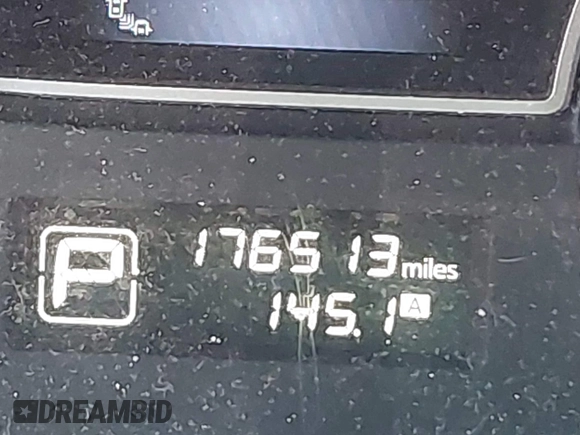 P
176513 miles
145.1 A
DREAMBID